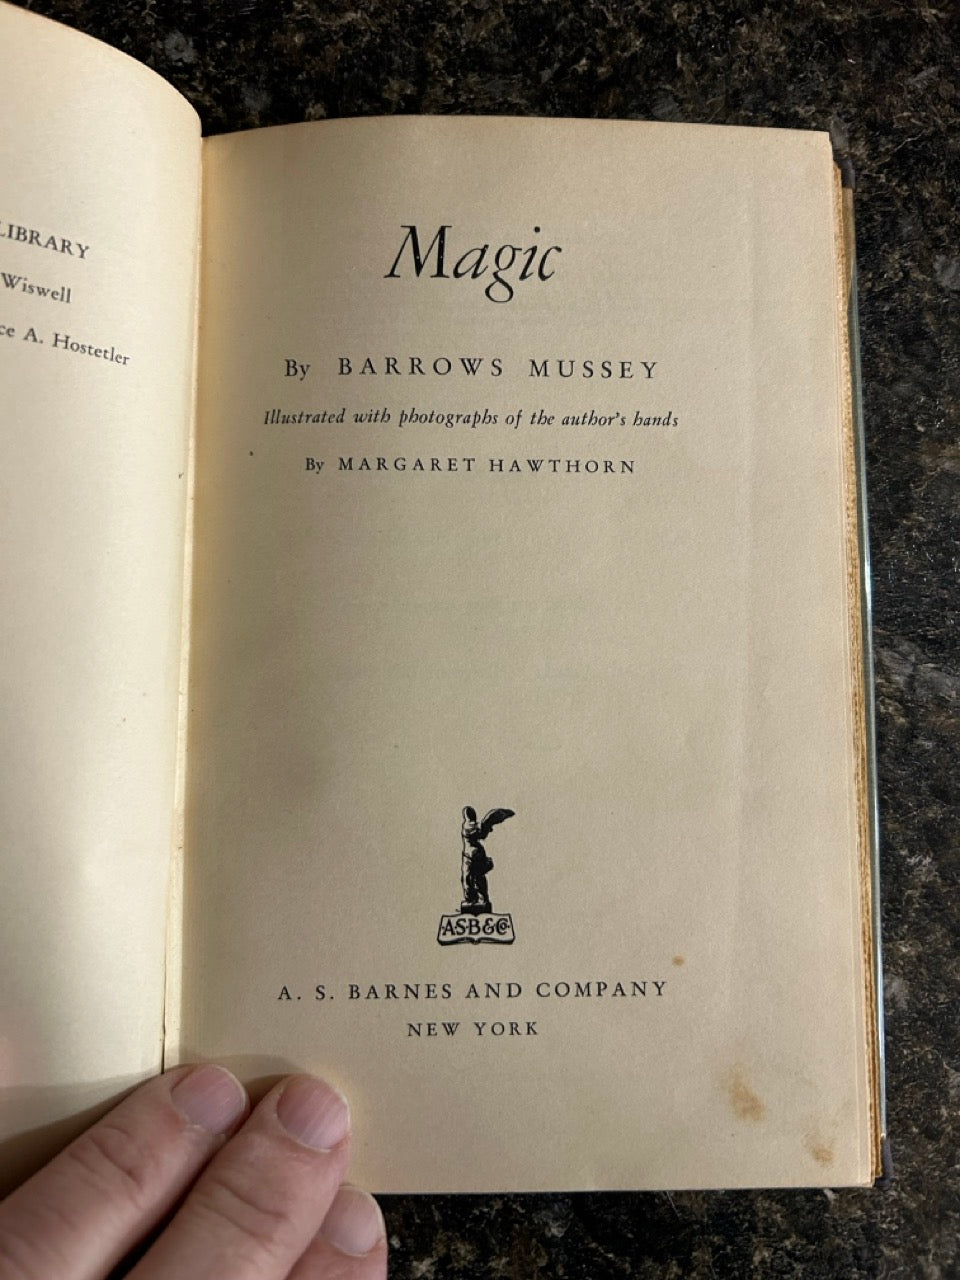 LIBRARY
Wiswell
ce A. Hostetler
Magic
By BARROWS MUSSEY
Illustrated with photographs of the author's hands
By MARGARET HAWTHORN
A·S·B&Co·
A. S. BARNES AND COMPANY
NEW YORK